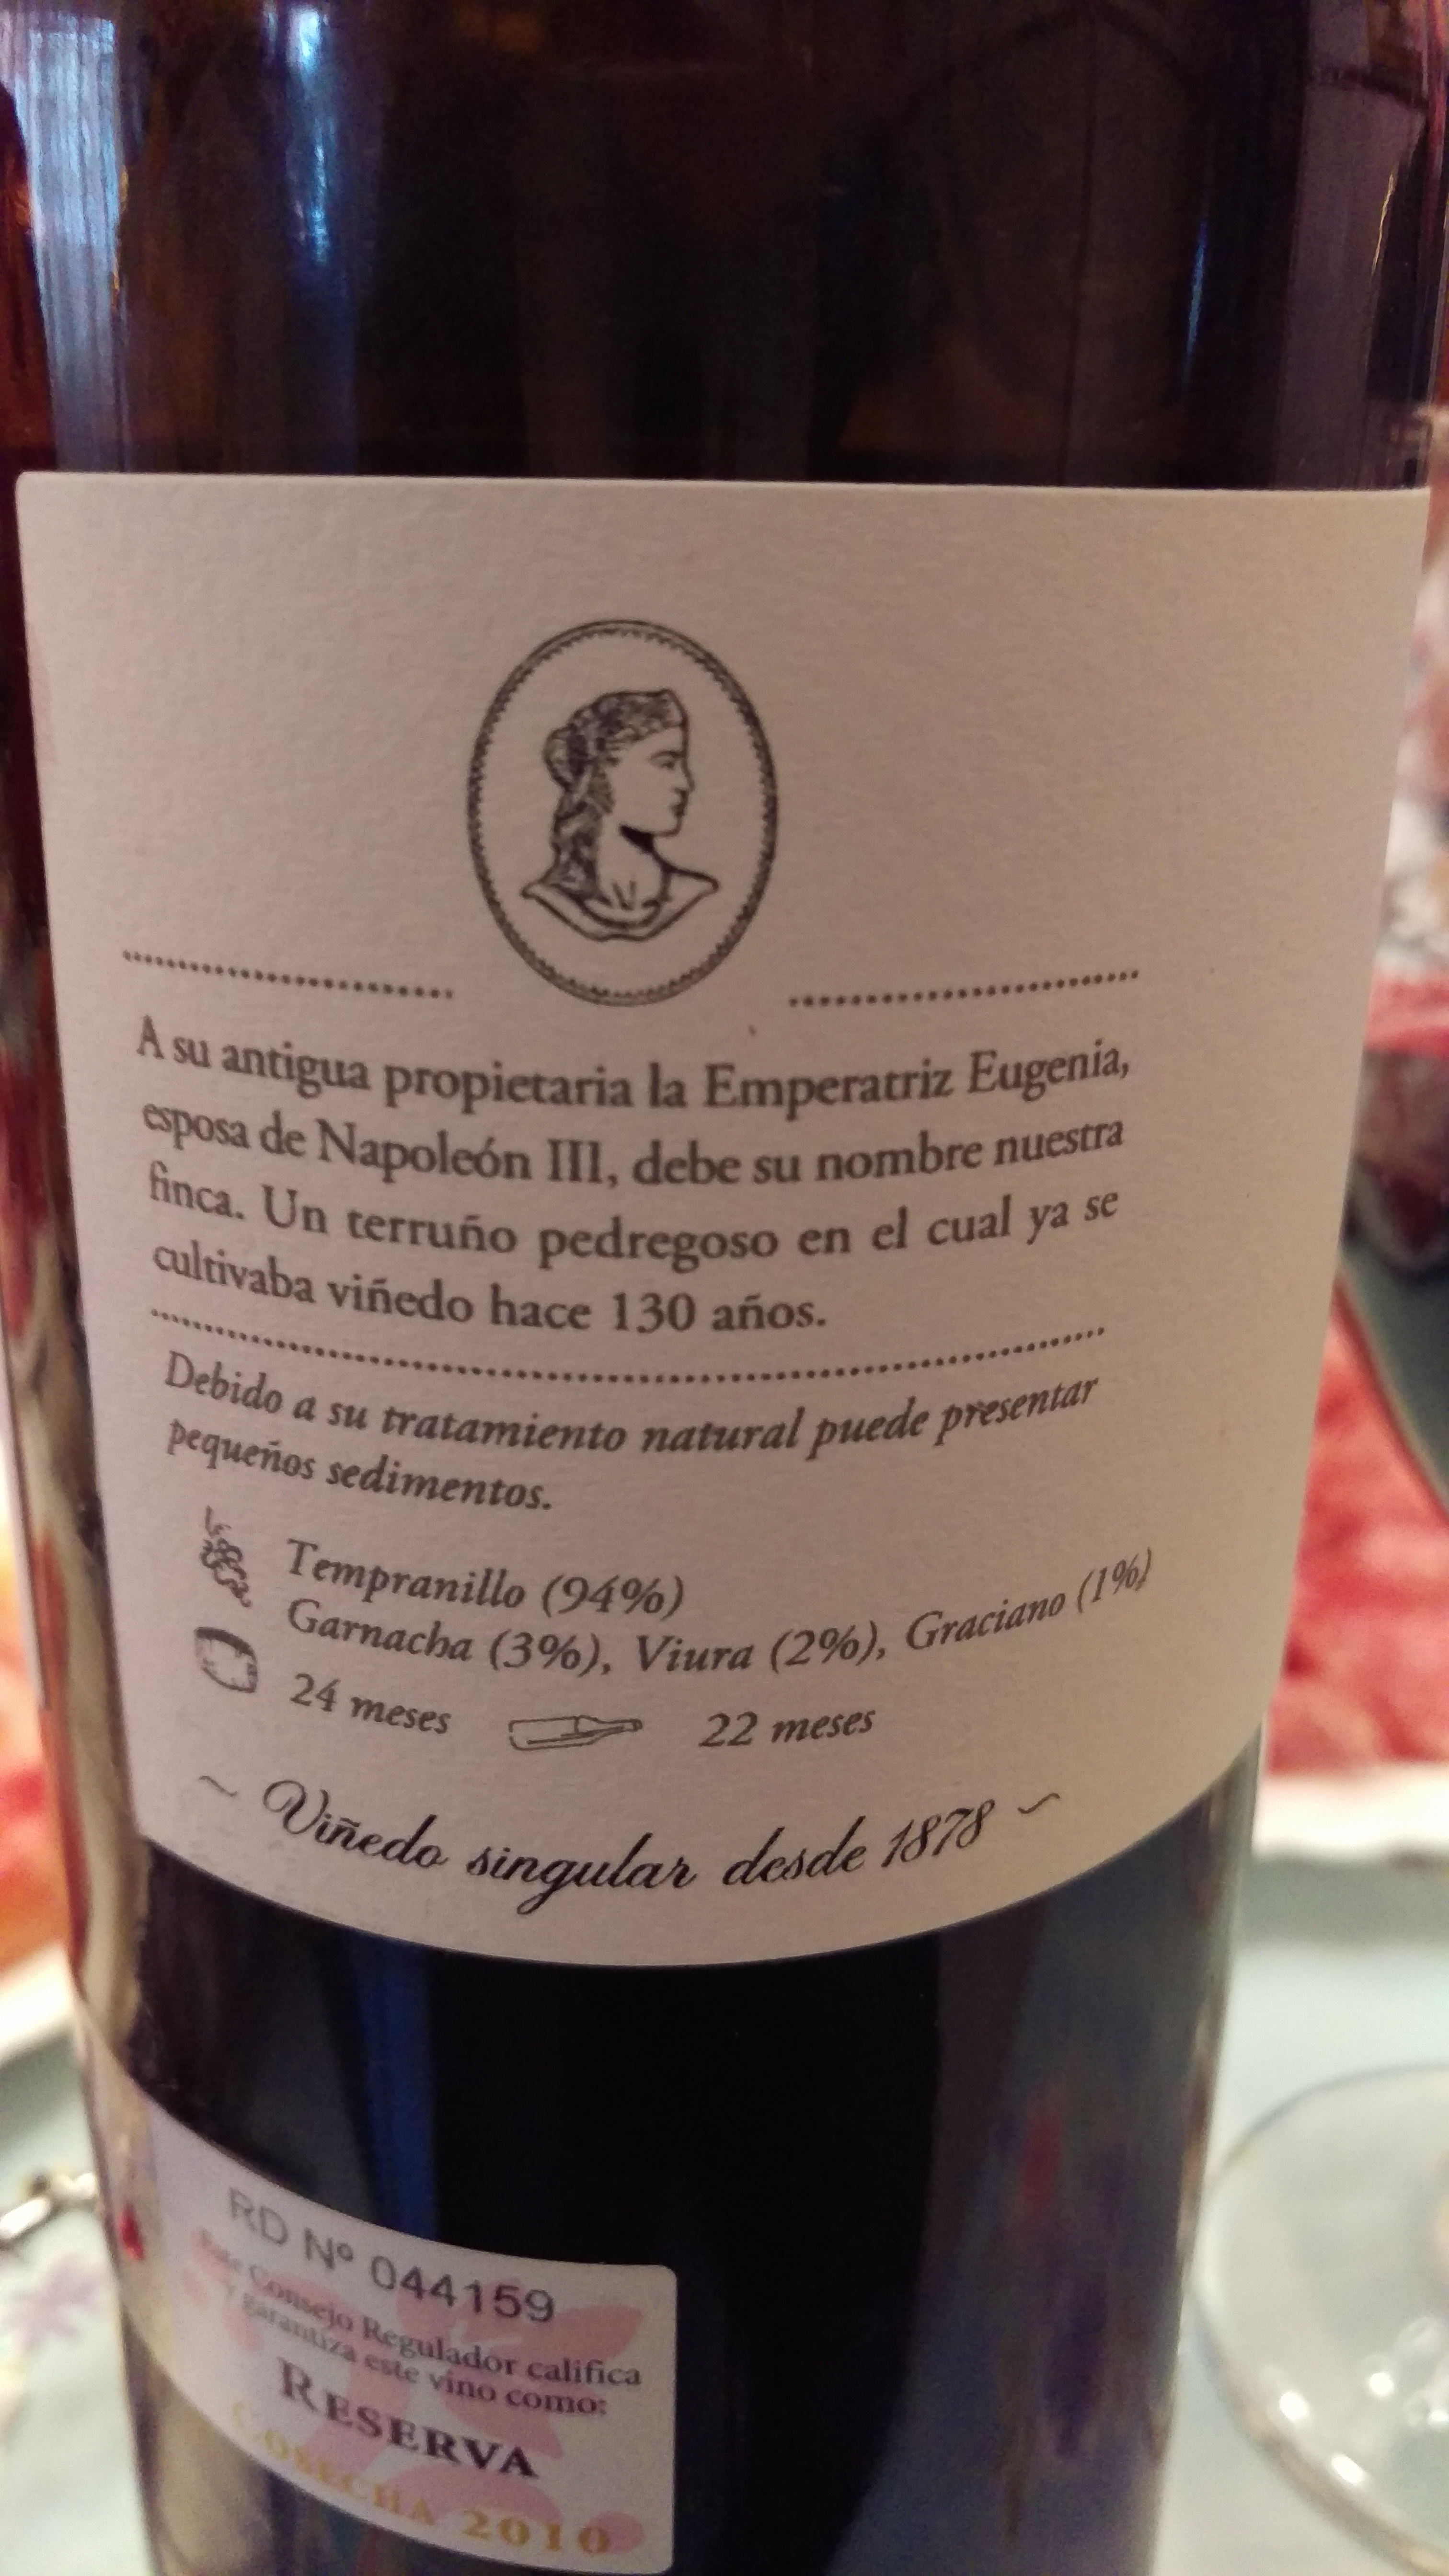 A su antigua propietaria la Emperatriz Eugenia,
esposa de Napoleón III, debe su nombre nuestra
finca. Un terruño pedregoso en el cual ya se
cultivaba viñedo hace 130 años.
Debido a su tratamiento natural puede presentar
pequeños sedimentos.
Tempranillo (94%)
Garnacha (3%), Viura (2%), Graciano (1%)
24 meses 22 meses
~ Viñedo singular desde 1878 ~
RD Nº 044159
Este Consejo Regulador califica
y garantiza este vino como:
RESERVA
COSECHA 2010